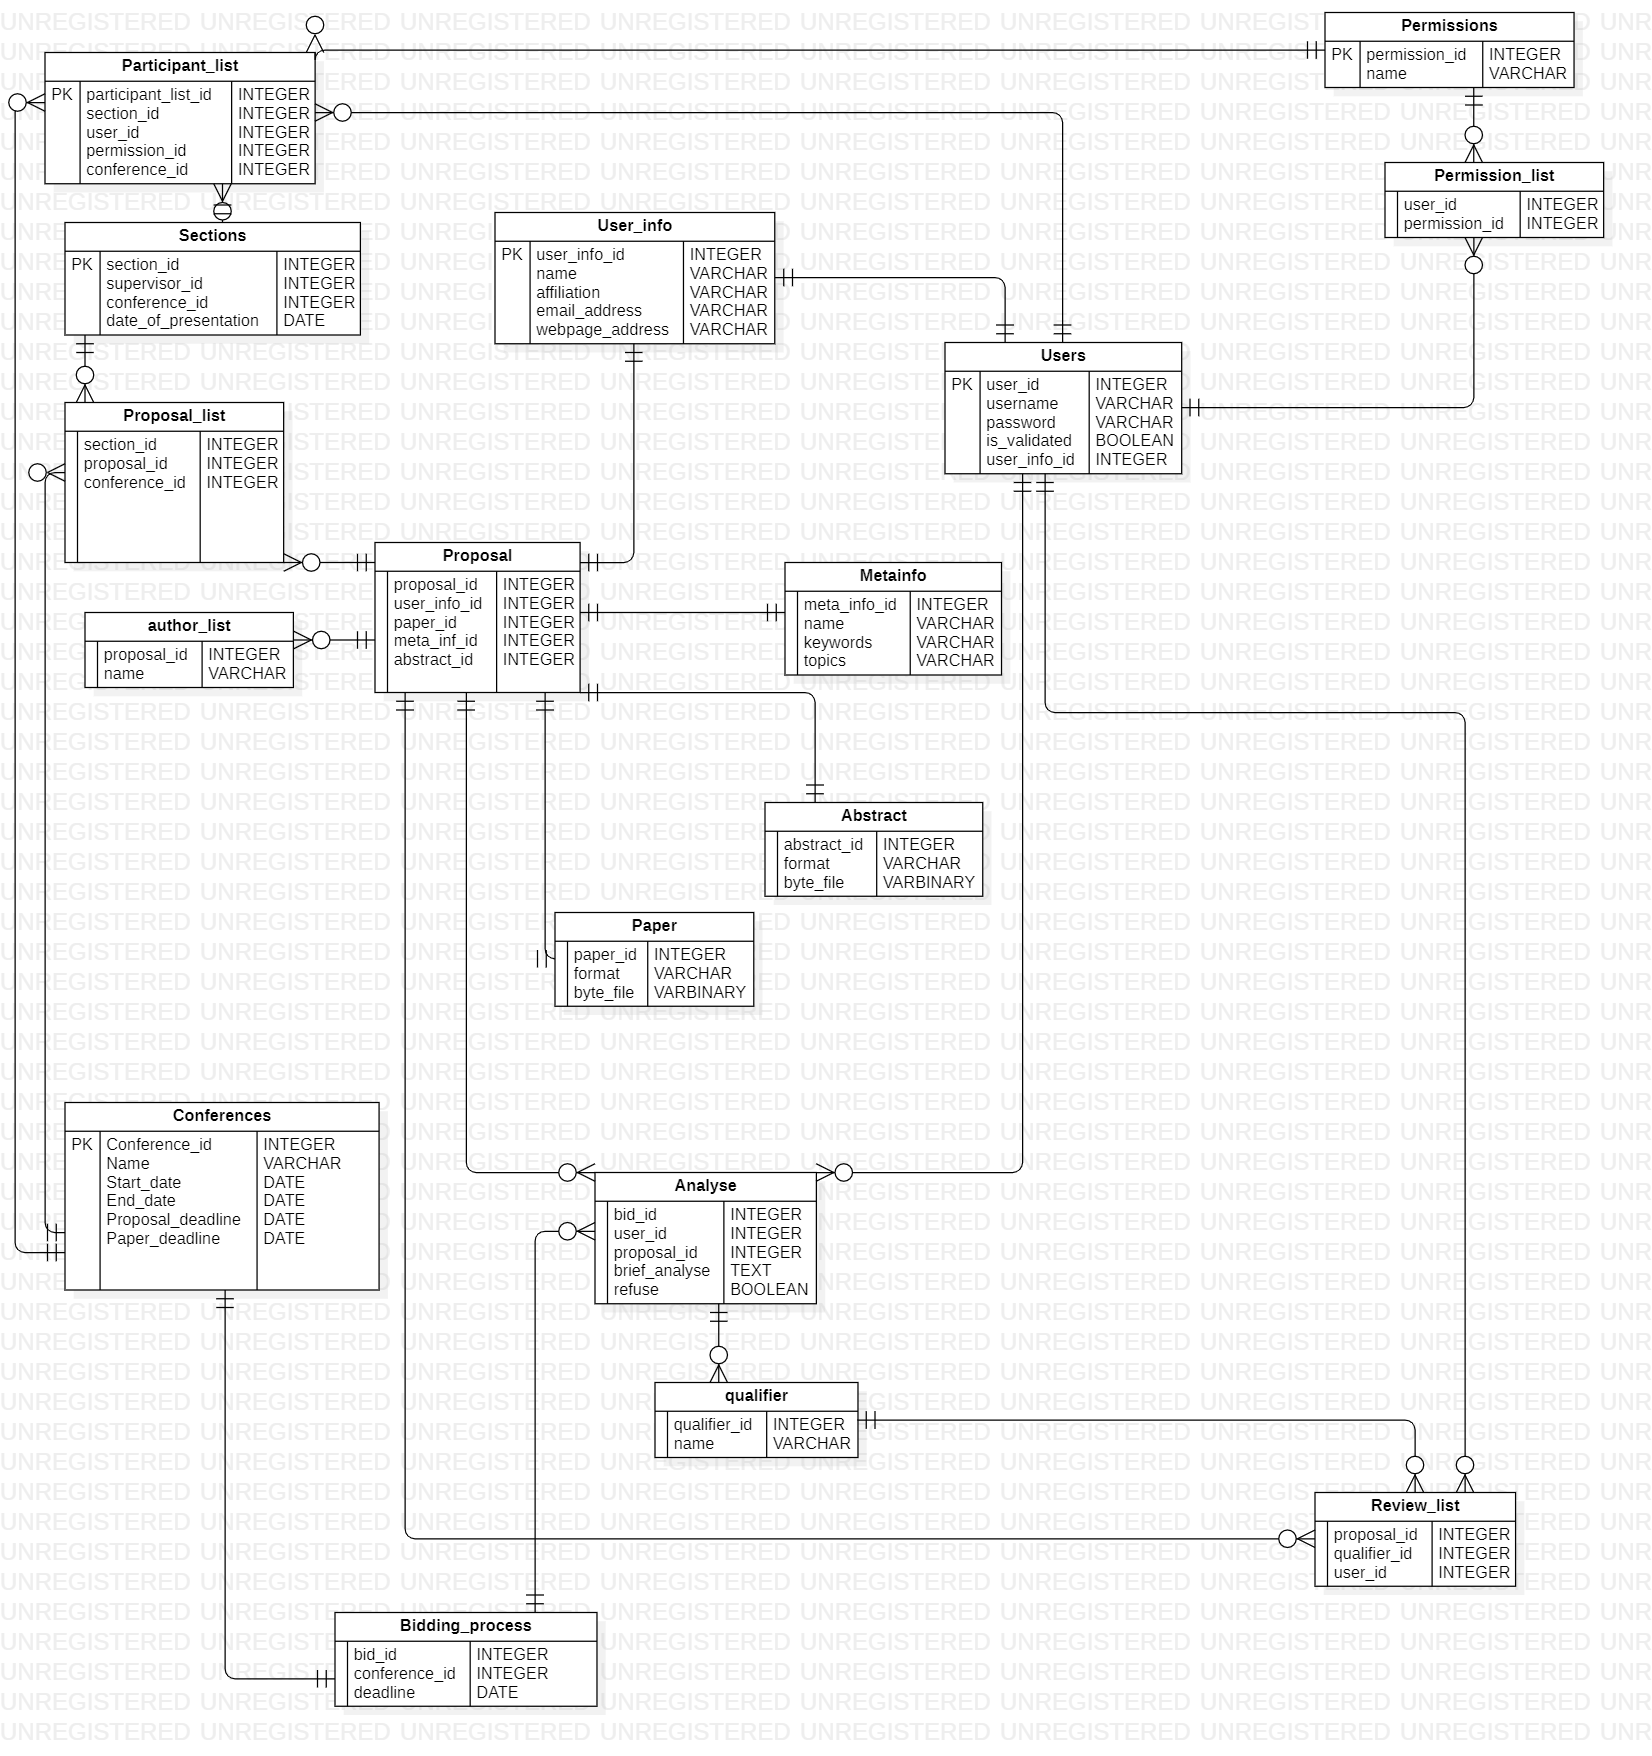 Permissions
PK permission_id INTEGER
name VARCHAR
Participant_list
PK participant_list_id INTEGER
section_id INTEGER
user_id INTEGER
permission_id INTEGER
conference_id INTEGER
Permission_list
user_id INTEGER
permission_id INTEGER
Sections
PK section_id INTEGER
supervisor_id INTEGER
conference_id INTEGER
date_of_presentation DATE
User_info
PK user_info_id INTEGER
name VARCHAR
affiliation VARCHAR
email_address VARCHAR
webpage_address VARCHAR
Users
PK user_id INTEGER
username VARCHAR
password VARCHAR
is_validated BOOLEAN
user_info_id INTEGER
Proposal_list
section_id INTEGER
proposal_id INTEGER
conference_id INTEGER
Proposal
proposal_id INTEGER
user_info_id INTEGER
paper_id INTEGER
meta_inf_id INTEGER
abstract_id INTEGER
Metainfo
meta_info_id INTEGER
name VARCHAR
keywords VARCHAR
topics VARCHAR
author_list
proposal_id INTEGER
name VARCHAR
Abstract
abstract_id INTEGER
format VARCHAR
byte_file VARBINARY
Paper
paper_id INTEGER
format VARCHAR
byte_file VARBINARY
Conferences
PK Conference_id INTEGER
Name VARCHAR
Start_date DATE
End_date DATE
Proposal_deadline DATE
Paper_deadline DATE
Analyse
bid_id INTEGER
user_id INTEGER
proposal_id INTEGER
brief_analyse TEXT
refuse BOOLEAN
qualifier
qualifier_id INTEGER
name VARCHAR
Review_list
proposal_id INTEGER
qualifier_id INTEGER
user_id INTEGER
Bidding_process
bid_id INTEGER
conference_id INTEGER
deadline DATE
UNREGISTERED